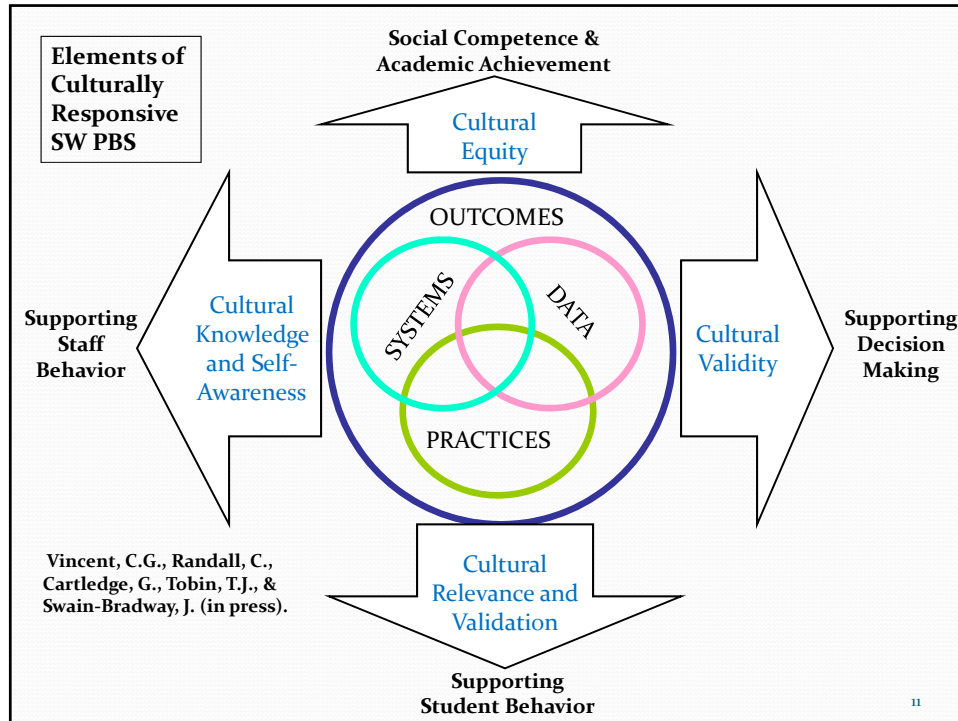 Elements of
Culturally
Responsive
SW PBS
Social Competence &
Academic Achievement
Cultural
Equity
OUTCOMES
SYSTEMS
DATA
PRACTICES
Supporting
Staff
Behavior
Cultural
Knowledge
and Self-
Awareness
Cultural
Validity
Supporting
Decision
Making
Vincent, C.G., Randall, C.,
Cartledge, G., Tobin, T.J., &
Swain-Bradway, J. (in press).
Cultural
Relevance and
Validation
Supporting
Student Behavior
11